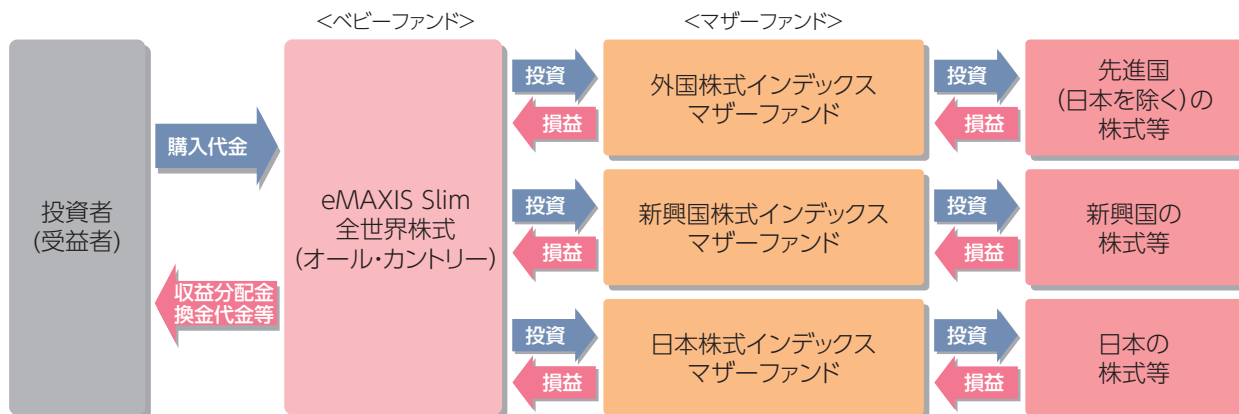 <ベビーファンド>
<マザーファンド>
投資者
(受益者)
購入代金
収益分配金
換金代金等
eMAXIS Slim
全世界株式
(オール・カントリー)
投資
損益
外国株式インデックス
マザーファンド
投資
損益
先進国
(日本を除く)の
株式等
投資
損益
新興国株式インデックス
マザーファンド
投資
損益
新興国の
株式等
投資
損益
日本株式インデックス
マザーファンド
投資
損益
日本の
株式等